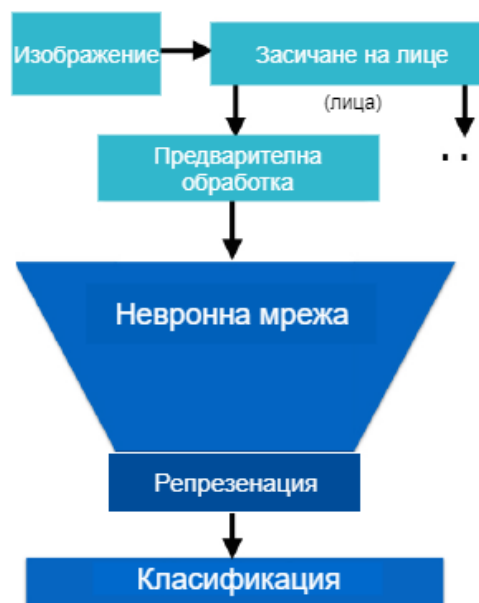 Изображение
Засичане на лице
(лица)
Предварителна
обработка
Невронна мрежа
Репрезенация
Класификация